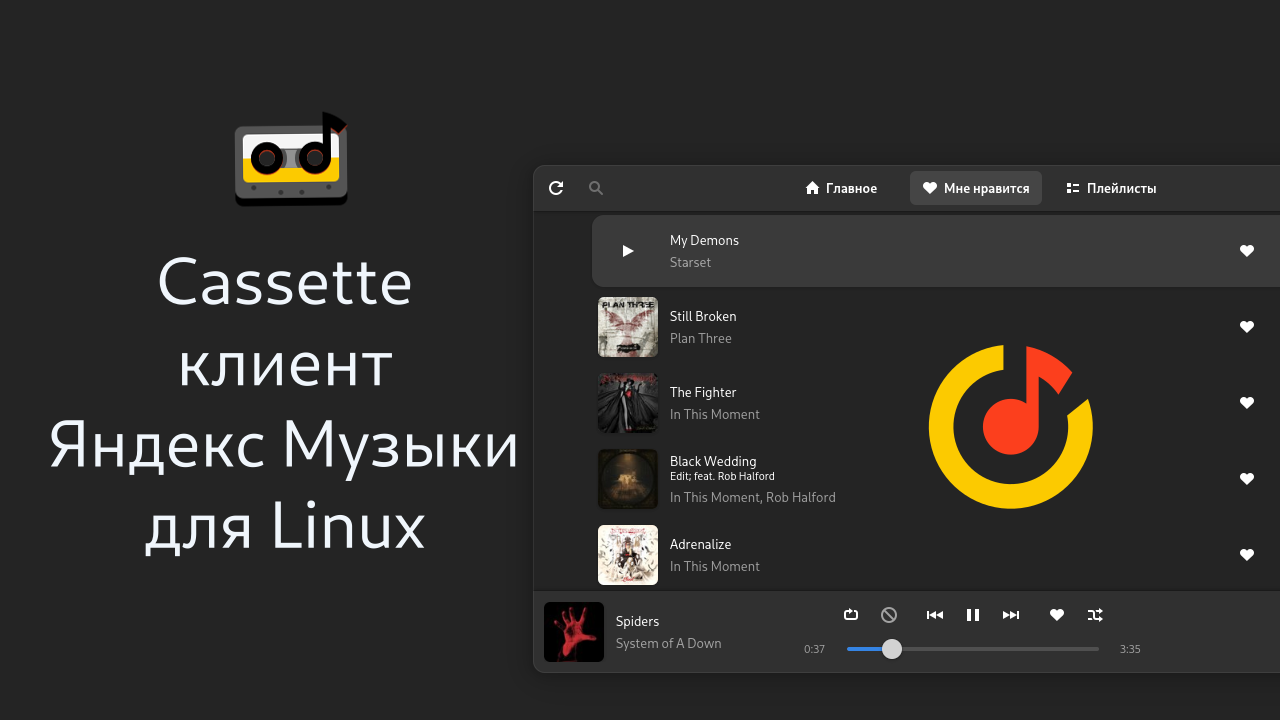 Cassette
клиент
Яндекс Музыки
для Linux
Главное
Мне нравится
Плейлисты
My Demons
Starset
PLAN THREE
Still Broken
Plan Three
The Fighter
In This Moment
Black Wedding
Edit; feat. Rob Halford
In This Moment, Rob Halford
Adrenalize
In This Moment
Spiders
System of A Down
0:37
3:35